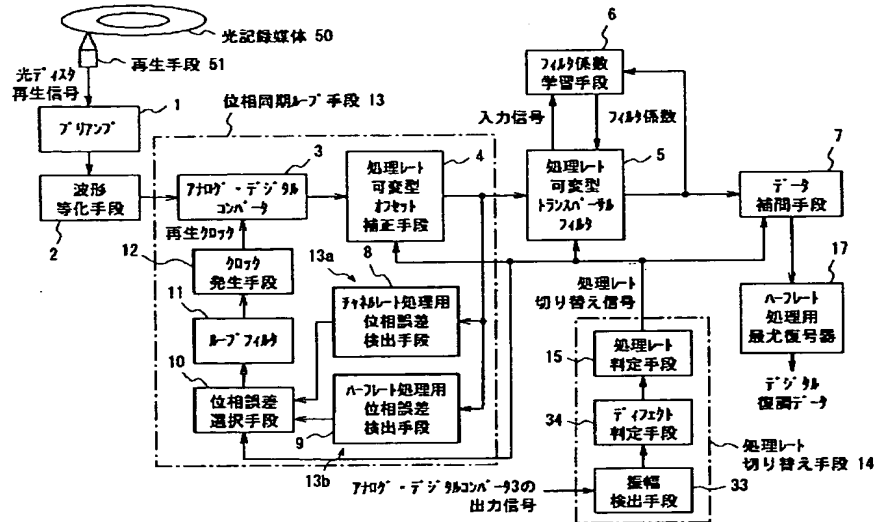 光記録媒体 50
再生手段 51
光ディスク
再生信号
1
プリアンプ
波形
等化手段
2
位相同期ループ手段 13
3
アナログ・デジタル
コンバータ
再生クロック
12
クロック
発生手段
11
ループフィルタ
10
位相誤差
選択手段
4
処理レート
可変型
オフセット
補正手段
13a
8
チャネルレート処理用
位相誤差
検出手段
ハーフレート処理用
位相誤差
検出手段
9
13b
6
フィルタ係数
学習手段
入力信号
フィルタ係数
5
処理レート
可変型
トランスバーサル
フィルタ
7
データ
補間手段
17
ハーフレート
処理用
最尤復号器
デジタル
復調データ
処理レート
切り替え信号
15
処理レート
判定手段
34
ディフェクト
判定手段
処理レート
切り替え手段 14
振幅
検出手段
33
アナログ・デジタルコンバータ3の
出力信号